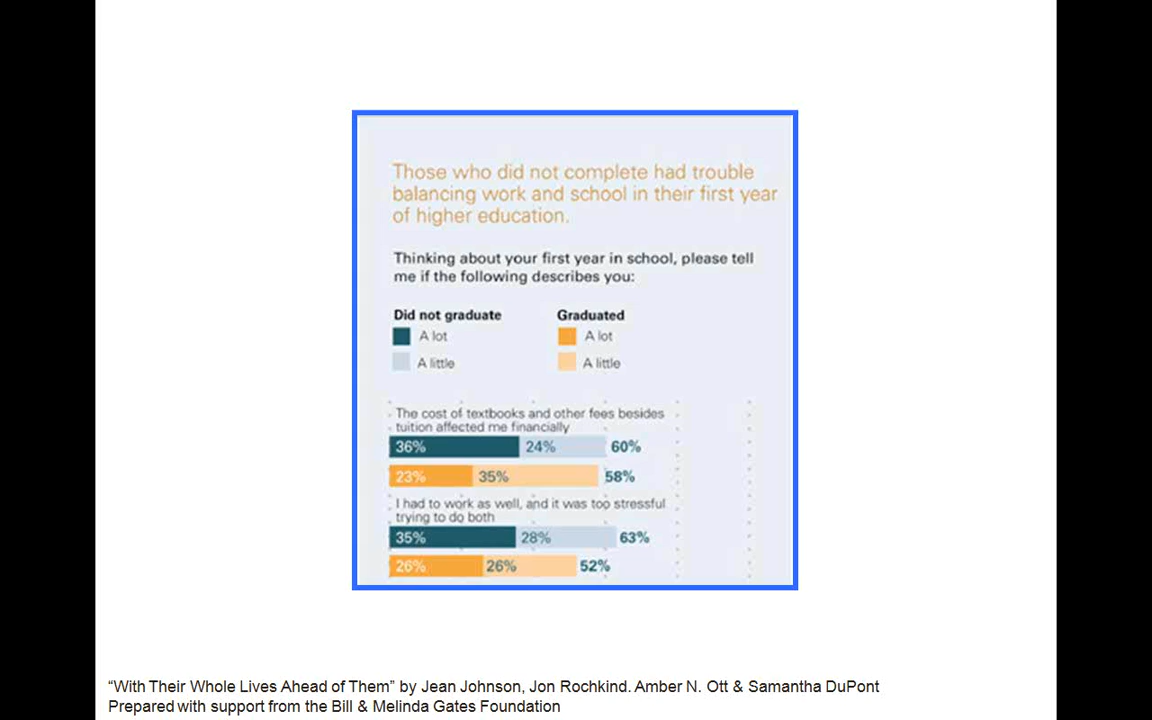 Those who did not complete had trouble
balancing work and school in their first year
of higher education.
Thinking about your first year in school, please tell
me if the following describes you:
Did not graduate
A lot
A little
Graduated
A lot
A little
The cost of textbooks and other fees besides
tuition affected me financially
36% 24% 60%
23% 35% 58%
I had to work as well, and it was too stressful
trying to do both
35% 28% 63%
26% 26% 52%
“With Their Whole Lives Ahead of Them” by Jean Johnson, Jon Rochkind. Amber N. Ott & Samantha DuPont
Prepared with support from the Bill & Melinda Gates Foundation